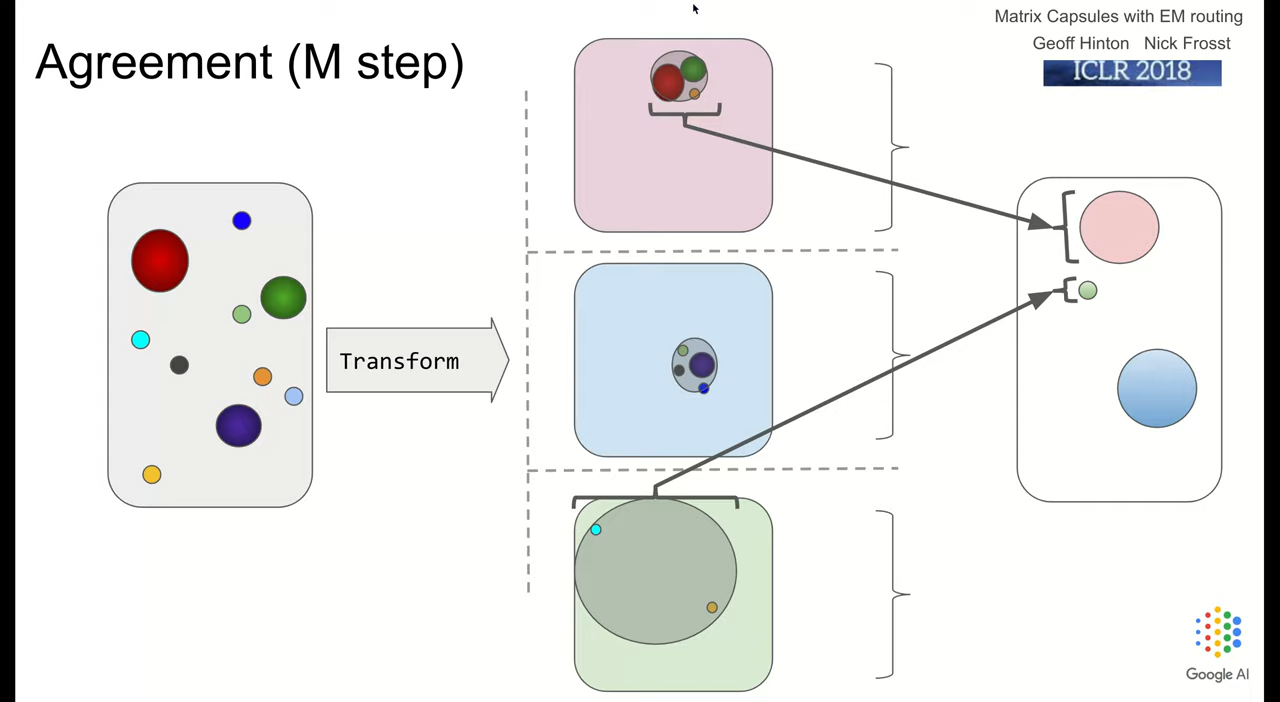 Matrix Capsules with EM routing
Geoff Hinton Nick Frosst
ICLR 2018
Agreement (M step)
Transform
Google AI